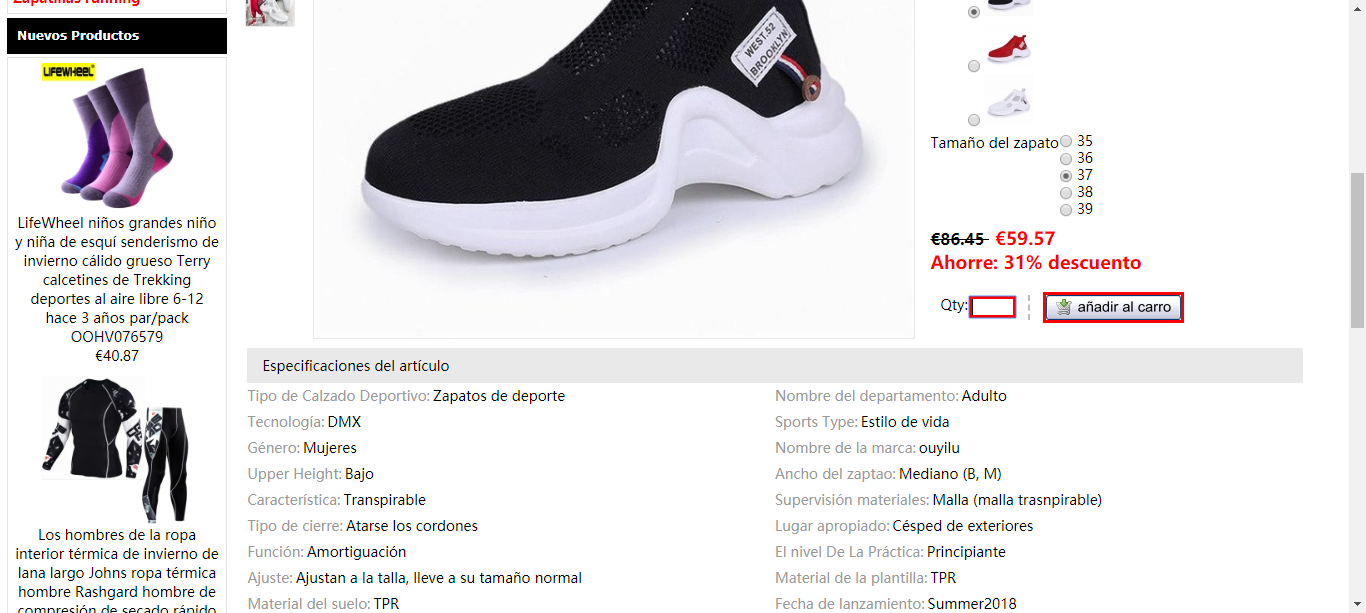 Zapatillas running
Nuevos Productos
LIFEWHEEL
LifeWheel niños grandes niño
y niña de esquí senderismo de
invierno cálido grueso Terry
calcetines de Trekking
deportes al aire libre 6-12
hace 3 años par/pack
OOHV076579
€40.87
Los hombres de la ropa
interior térmica de invierno de
lana largo Johns ropa térmica
hombre Rashgard hombre de
compresión de secado rápido
WEST.52
BROOKLYN
Tamaño del zapato
35
36
37
38
39
€86.45 €59.57
Ahorre: 31% descuento
Qty: añadir al carro
Especificaciones del artículo
Tipo de Calzado Deportivo: Zapatos de deporte
Nombre del departamento: Adulto
Tecnología: DMX
Sports Type: Estilo de vida
Género: Mujeres
Nombre de la marca: ouyilu
Upper Height: Bajo
Ancho del zaptao: Mediano (B, M)
Característica: Transpirable
Supervisión materiales: Malla (malla trasnpirable)
Tipo de cierre: Atarse los cordones
Lugar apropiado: Césped de exteriores
Función: Amortiguación
El nivel De La Práctica: Principiante
Ajuste: Ajustan a la talla, lleve a su tamaño normal
Material de la plantilla: TPR
Material del suelo: TPR
Fecha de lanzamiento: Summer2018